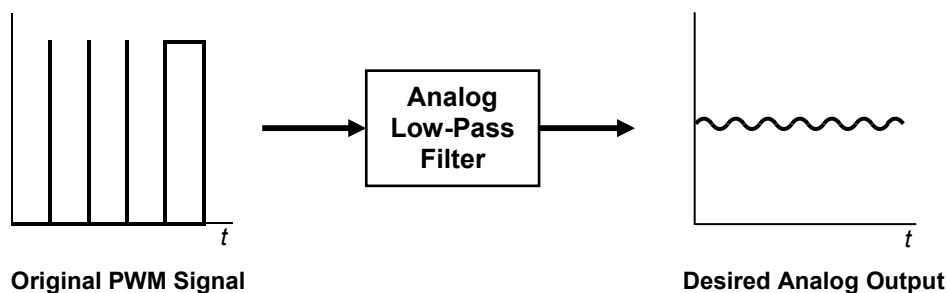 Analog
Low-Pass
Filter
t
t
Original PWM Signal
Desired Analog Output